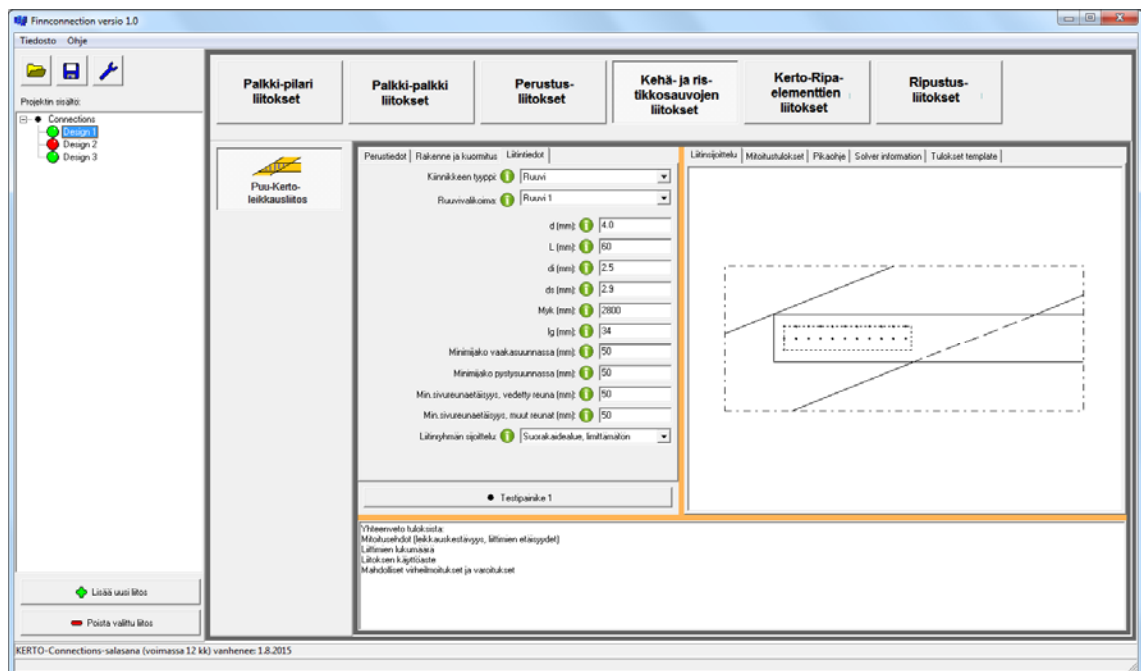 Finnconnection versio 1.0
Tiedosto Ohje
Projektin sisältö:
Connections
Design 1
Design 2
Design 3
Lisää uusi liitos
Poista valittu liitos
Palkki-pilari
liitokset
Palkki-palkki
liitokset
Perustus-
liitokset
Kehä- ja ris-
tikkosauvojen
liitokset
Kerto-Ripa-
elementtien
liitokset
Ripustus-
liitokset
Puu-Kerto-
leikkausliitos
Perustiedot Rakenne ja kuormitus Liitintiedot
Kiinnikkeen tyyppi: Ruuvi
Ruuvivalikoima: Ruuvi 1
d (mm): 4.0
L (mm): 60
di (mm): 2.5
ds (mm): 2.9
Myk (mm): 2800
lg (mm): 34
Minimijako vaakasuunnassa (mm): 50
Minimijako pystysuunnassa (mm): 50
Min.sivureunaetäisyys, vedetty reuna (mm): 50
Min.sivureunaetäisyys, muut reunat (mm): 50
Liitinryhmän sijoittelu: Suorakaidealue, limittämätön
Testipainike 1
Liitinsijoittelu Mitoitustulokset Pikaohje Solver information Tulokset template
Yhteenveto tuloksista:
Mitoitusehdot (leikkauskestävyys, liittimien etäisyydet)
Liittimien lukumäärä
Liitoksen käyttöaste
Mahdolliset virheilmoitukset ja varoitukset
KERTO-Connections-salasana (voimassa 12 kk) vanhenee: 1.8.2015